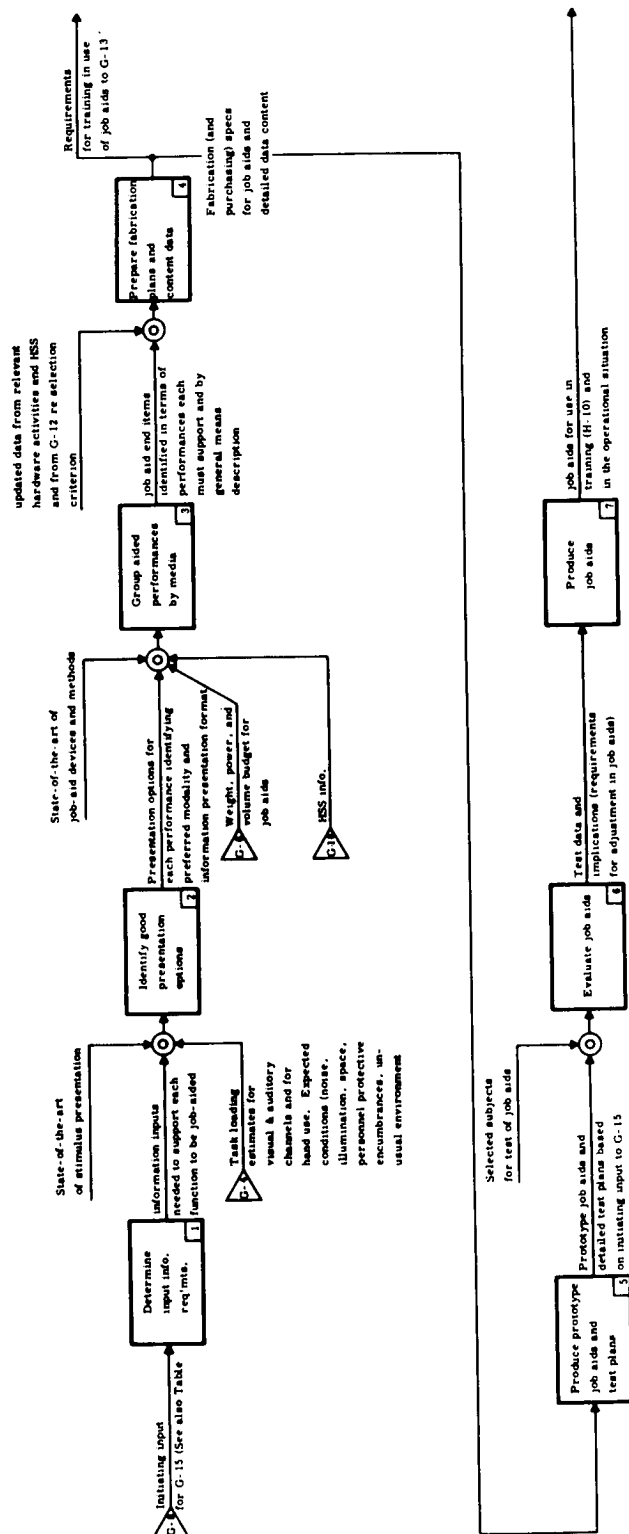 Initiating input
for G-15 (See also Table
Determine
input info.
req'mts.
1
information inputs
needed to support each
function to be job-aided
State-of-the-art
of stimulus presentation
Task loading
estimates for
visual & auditory
channels and for
hand use. Expected
conditions (noise,
illumination, space,
personnel protective
encumbrances, un-
usual environment
Identify good
presentation
options
2
Presentation options for
each performance identifying
preferred modality and
information presentation format
State-of-the-art of
job-aid devices and methods
Weight, power, and
volume budget for
job aids
HSS info.
Group aided
performances
by media
3
job aid end items
identified in terms of
performances each
must support and by
general means
description
updated data from relevant
hardware activities and HSS
and from G-12 re selection
criterion
Prepare fabrication
plans and
content data
4
Requirements
for training in use
of job aids to G-13
Fabrication (and
purchasing) specs
for job aids and
detailed data content
Produce prototype
job aids and
test plans
5
Prototype job aids and
detailed test plans based
on initiating input to G-15
Selected subjects
for test of job aids
Evaluate job aids
6
Test data and
implications (requirements
for adjustment in job aids)
Produce
job aids
7
job aids for use in
training (H-10) and
in the operational situation